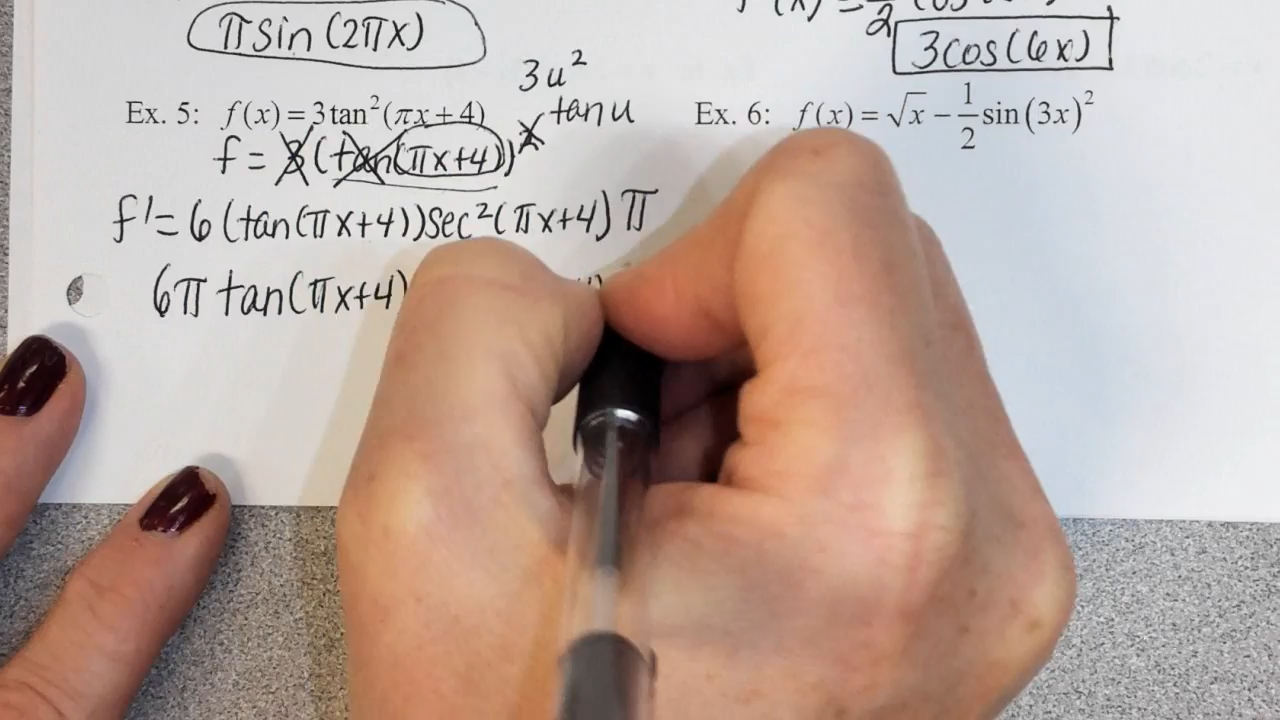 πsin(2πx)
3cos(6x)
3u²
tan u
Ex. 5: f(x) = 3tan²(πx+4)
f = 3(tan(πx+4))²
f' = 6(tan(πx+4))sec²(πx+4)π
6π tan(πx+4)
Ex. 6: f(x) = √x − 1/2 sin(3x)²